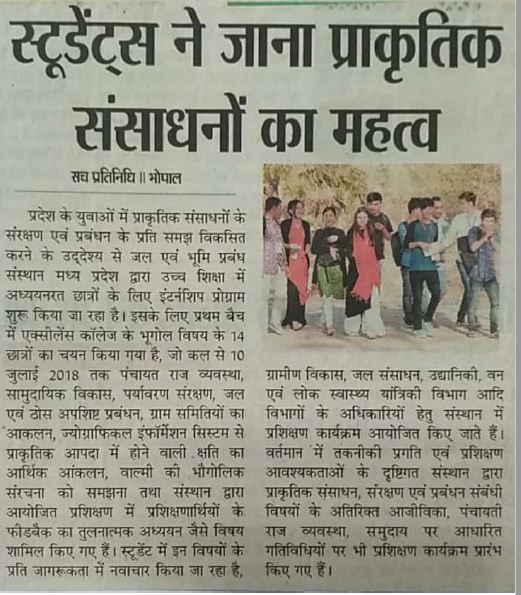 स्टूडेंट्स ने जाना प्राकृतिक
संसाधनों का महत्व
सच प्रतिनिधि || भोपाल
प्रदेश के युवाओं में प्राकृतिक संसाधनों के
संरक्षण एवं प्रबंधन के प्रति समझ विकसित
करने के उद्देश्य से जल एवं भूमि प्रबंध
संस्थान मध्य प्रदेश द्वारा उच्च शिक्षा में
अध्ययनरत छात्रों के लिए इंटर्नशिप प्रोग्राम
शुरू किया जा रहा है। इसके लिए प्रथम बैच
में एक्सीलेंस कॉलेज के भूगोल विषय के 14
छात्रों का चयन किया गया है, जो कल से 10
जुलाई 2018 तक पंचायत राज व्यवस्था,
सामुदायिक विकास, पर्यावरण संरक्षण, जल
एवं ठोस अपशिष्ट प्रबंधन, ग्राम समितियों का
आकलन, ज्योग्राफिकल इंफॉर्मेशन सिस्टम से
प्राकृतिक आपदा में होने वाली क्षति का
आर्थिक आंकलन, वाल्मी की भौगोलिक
संरचना को समझना तथा संस्थान द्वारा
आयोजित प्रशिक्षण में प्रशिक्षणार्थियों के
फीडबैक का तुलनात्मक अध्ययन जैसे विषय
शामिल किए गए हैं। स्टूडेंट में इन विषयों के
प्रति जागरूकता में नवाचार किया जा रहा है,
ग्रामीण विकास, जल संसाधन, उद्यानिकी, वन
एवं लोक स्वास्थ्य यांत्रिकी विभाग आदि
विभागों के अधिकारियों हेतु संस्थान में
प्रशिक्षण कार्यक्रम आयोजित किए जाते हैं।
वर्तमान में तकनीकी प्रगति एवं प्रशिक्षण
आवश्यकताओं के दृष्टिगत संस्थान द्वारा
प्राकृतिक संसाधन, संरक्षण एवं प्रबंधन संबंधी
विषयों के अतिरिक्त आजीविका, पंचायती
राज व्यवस्था, समुदाय पर आधारित
गतिविधियों पर भी प्रशिक्षण कार्यक्रम प्रारंभ
किए गए हैं।